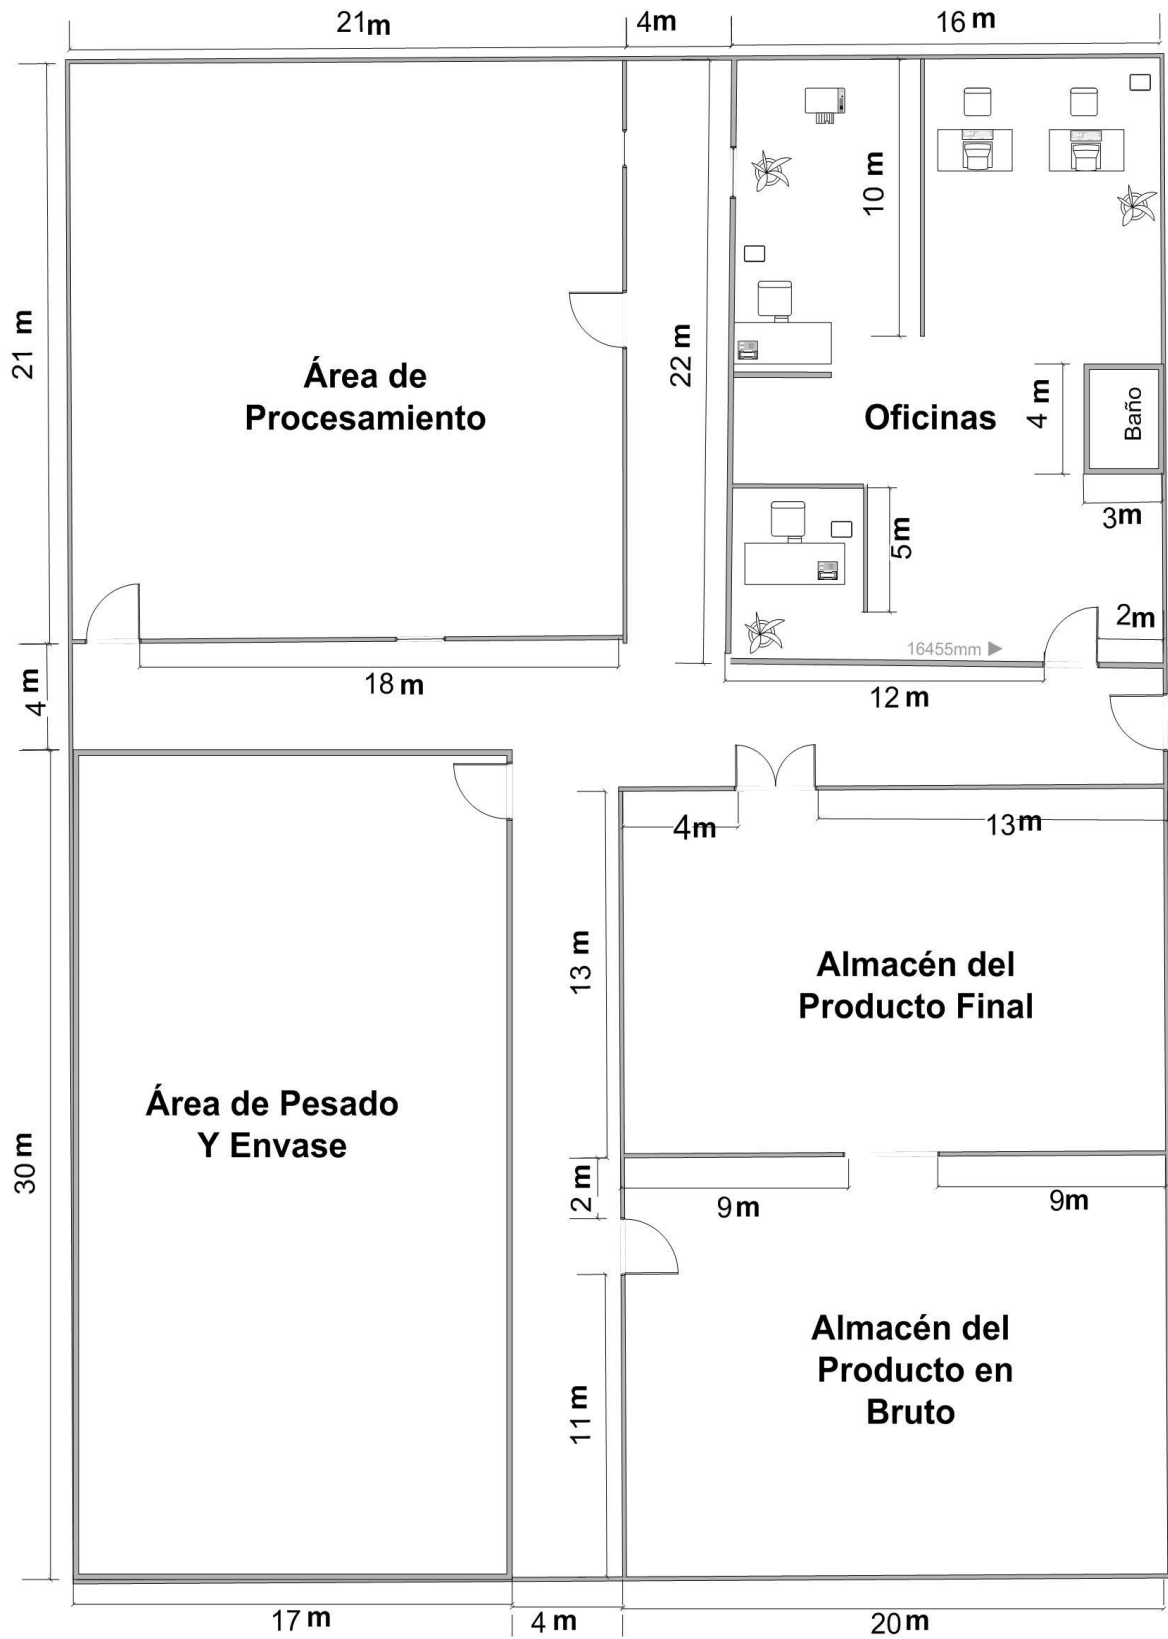 21m
4m
16 m
10 m
21 m
22 m
Área de
Procesamiento
Oficinas
4 m
Baño
3m
5m
2m
16455mm
18 m
12 m
4 m
4m
13m
13 m
Almacén del
Producto Final
Área de Pesado
Y Envase
30 m
2 m
9m
9m
Almacén del
Producto en
Bruto
11 m
17 m
4 m
20m